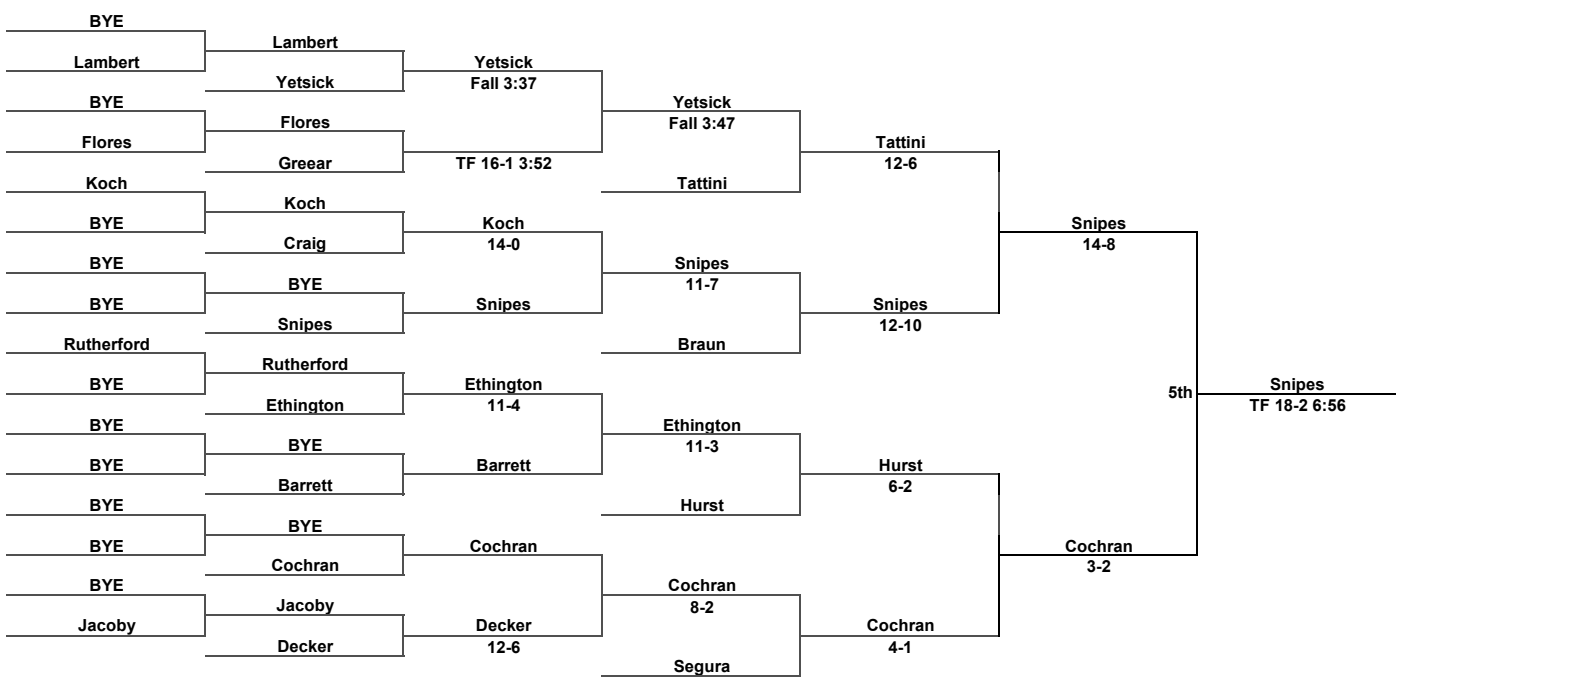 BYE
Lambert
BYE
Flores
Koch
BYE
BYE
BYE
Rutherford
BYE
BYE
BYE
BYE
BYE
BYE
Jacoby
Lambert
Yetsick
Flores
Greear
Koch
Craig
BYE
Snipes
Rutherford
Ethington
BYE
Barrett
BYE
Cochran
Jacoby
Decker
Yetsick
Fall 3:37
TF 16-1 3:52
Koch
14-0
Snipes
Ethington
11-4
Barrett
Cochran
Decker
12-6
Yetsick
Fall 3:47
Tattini
Snipes
11-7
Braun
Ethington
11-3
Hurst
Cochran
8-2
Segura
Tattini
12-6
Snipes
12-10
Hurst
6-2
Cochran
4-1
Snipes
14-8
Cochran
3-2
5th
Snipes
TF 18-2 6:56